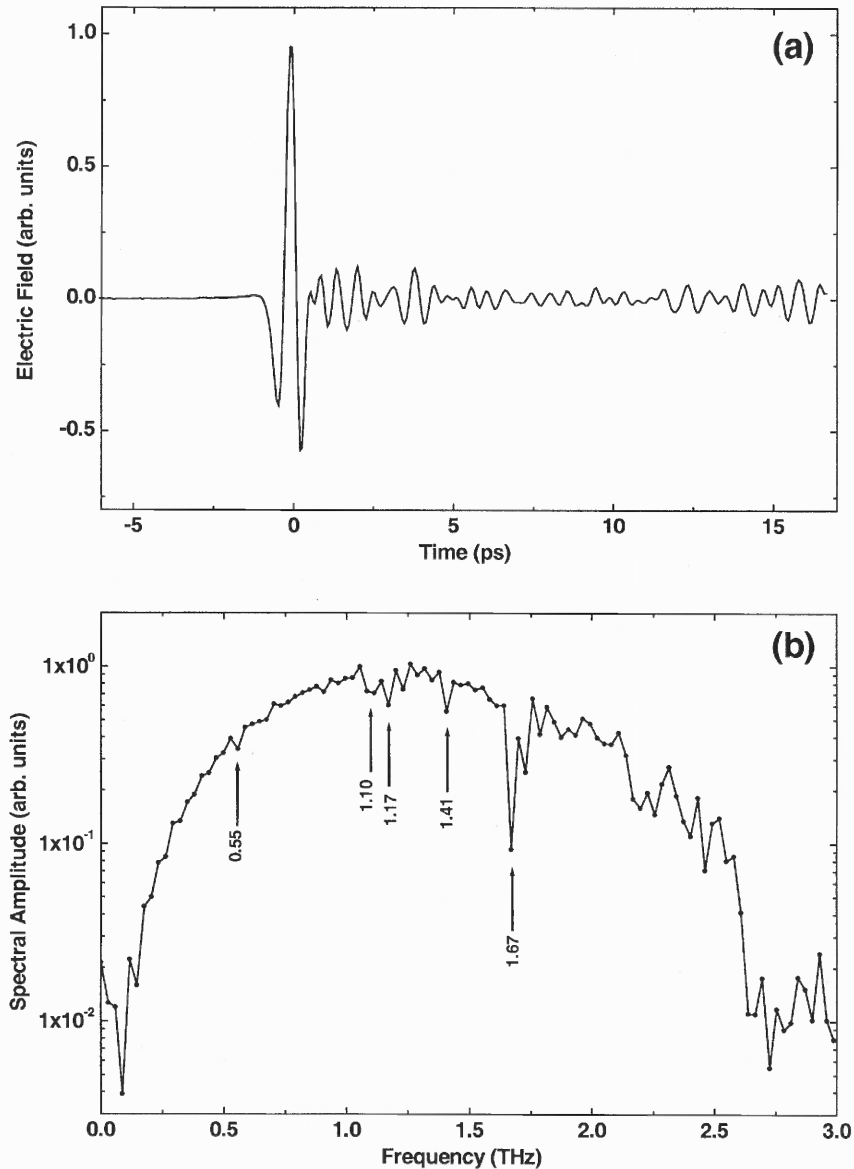 (a)
1.0
0.5
0.0
-0.5
Electric Field (arb. units)
-5
0
5
10
15
Time (ps)
(b)
1x10⁰
1x10⁻¹
1x10⁻²
Spectral Amplitude (arb. units)
0.55
1.10
1.17
1.41
1.67
0.0
0.5
1.0
1.5
2.0
2.5
3.0
Frequency (THz)